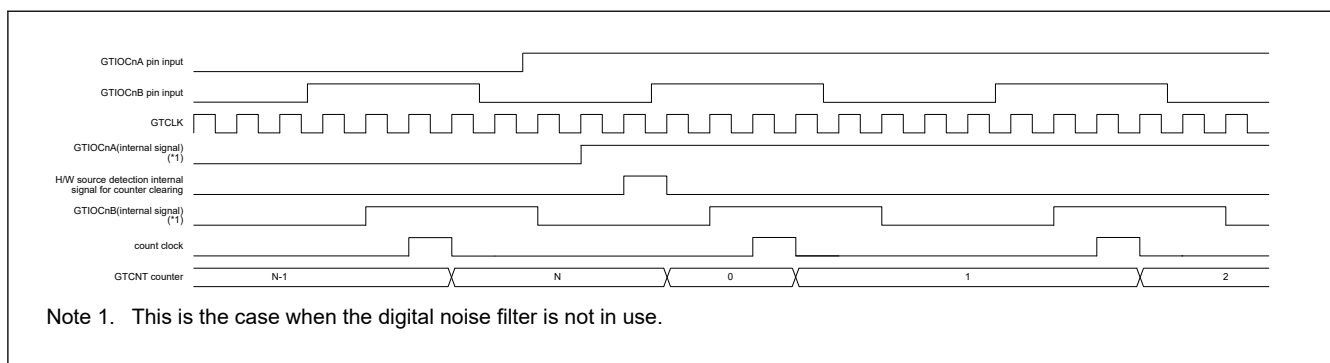 GTIOCnA pin input
GTIOCnB pin input
GTCLK
GTIOCnA(internal signal)
(*1)
H/W source detection internal
signal for counter clearing
GTIOCnB(internal signal)
(*1)
count clock
GTCNT counter N-1 N 0 1 2
Note 1. This is the case when the digital noise filter is not in use.